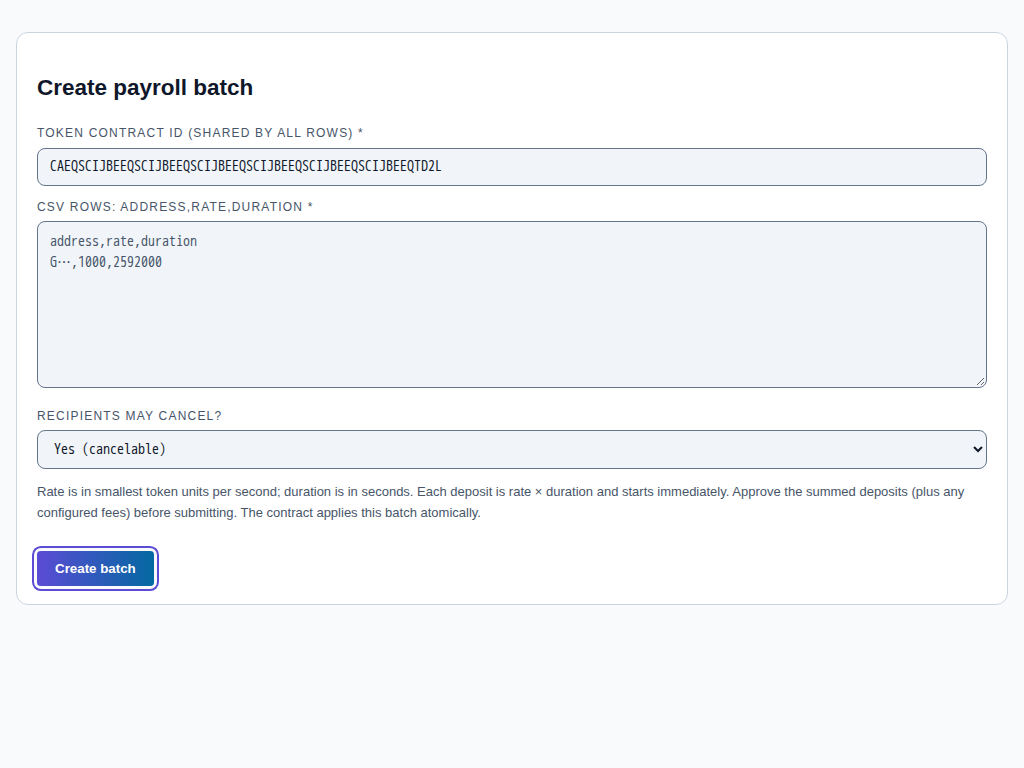 Create payroll batch
TOKEN CONTRACT ID (SHARED BY ALL ROWS) *
CAEQSCIJBEEQSCIJBEEQSCIJBEEQSCIJBEEQSCIJBEEQSCIJBEEQTD2L
CSV ROWS: ADDRESS,RATE,DURATION *
address,rate,duration
G…,1000,2592000
RECIPIENTS MAY CANCEL?
Yes (cancelable)
Rate is in smallest token units per second; duration is in seconds. Each deposit is rate × duration and starts immediately. Approve the summed deposits (plus any
configured fees) before submitting. The contract applies this batch atomically.
Create batch